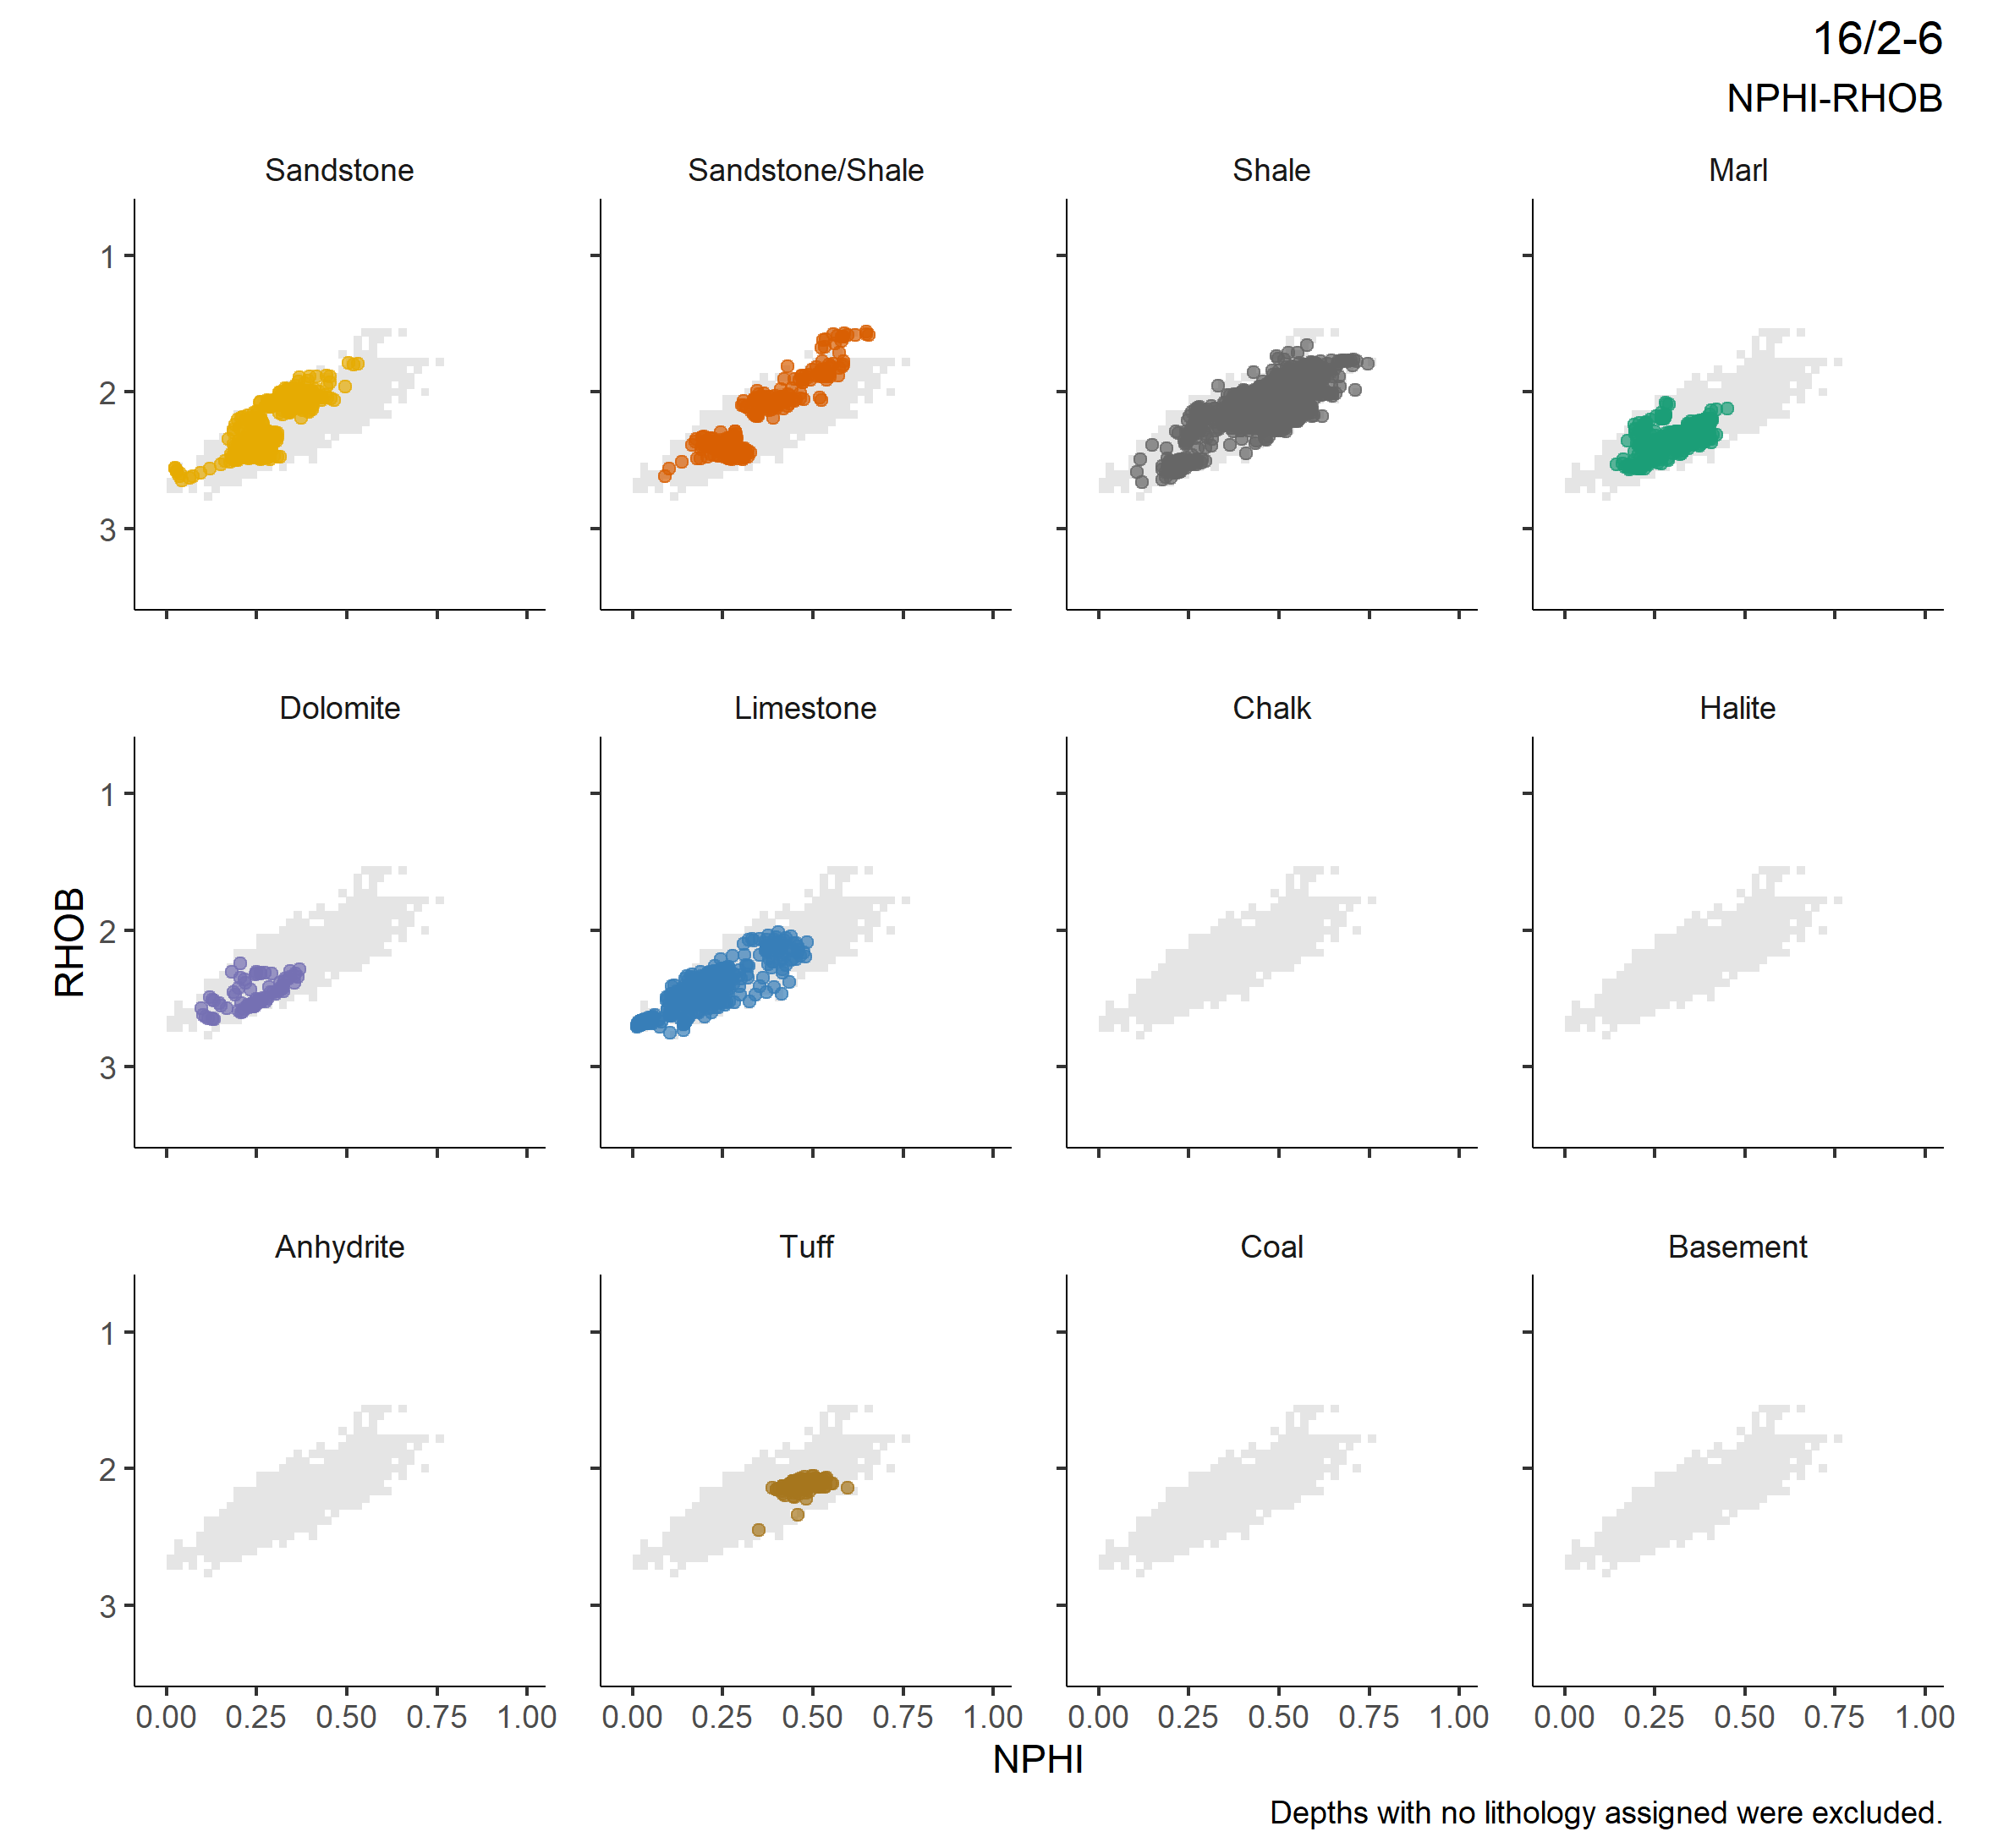 16/2-6
NPHI-RHOB
Sandstone Sandstone/Shale Shale Marl
1
2
3
Dolomite Limestone Chalk Halite
1
2
3
RHOB
Anhydrite Tuff Coal Basement
1
2
3
0.00 0.25 0.50 0.75 1.00 0.00 0.25 0.50 0.75 1.00 0.00 0.25 0.50 0.75 1.00 0.00 0.25 0.50 0.75 1.00
NPHI
Depths with no lithology assigned were excluded.